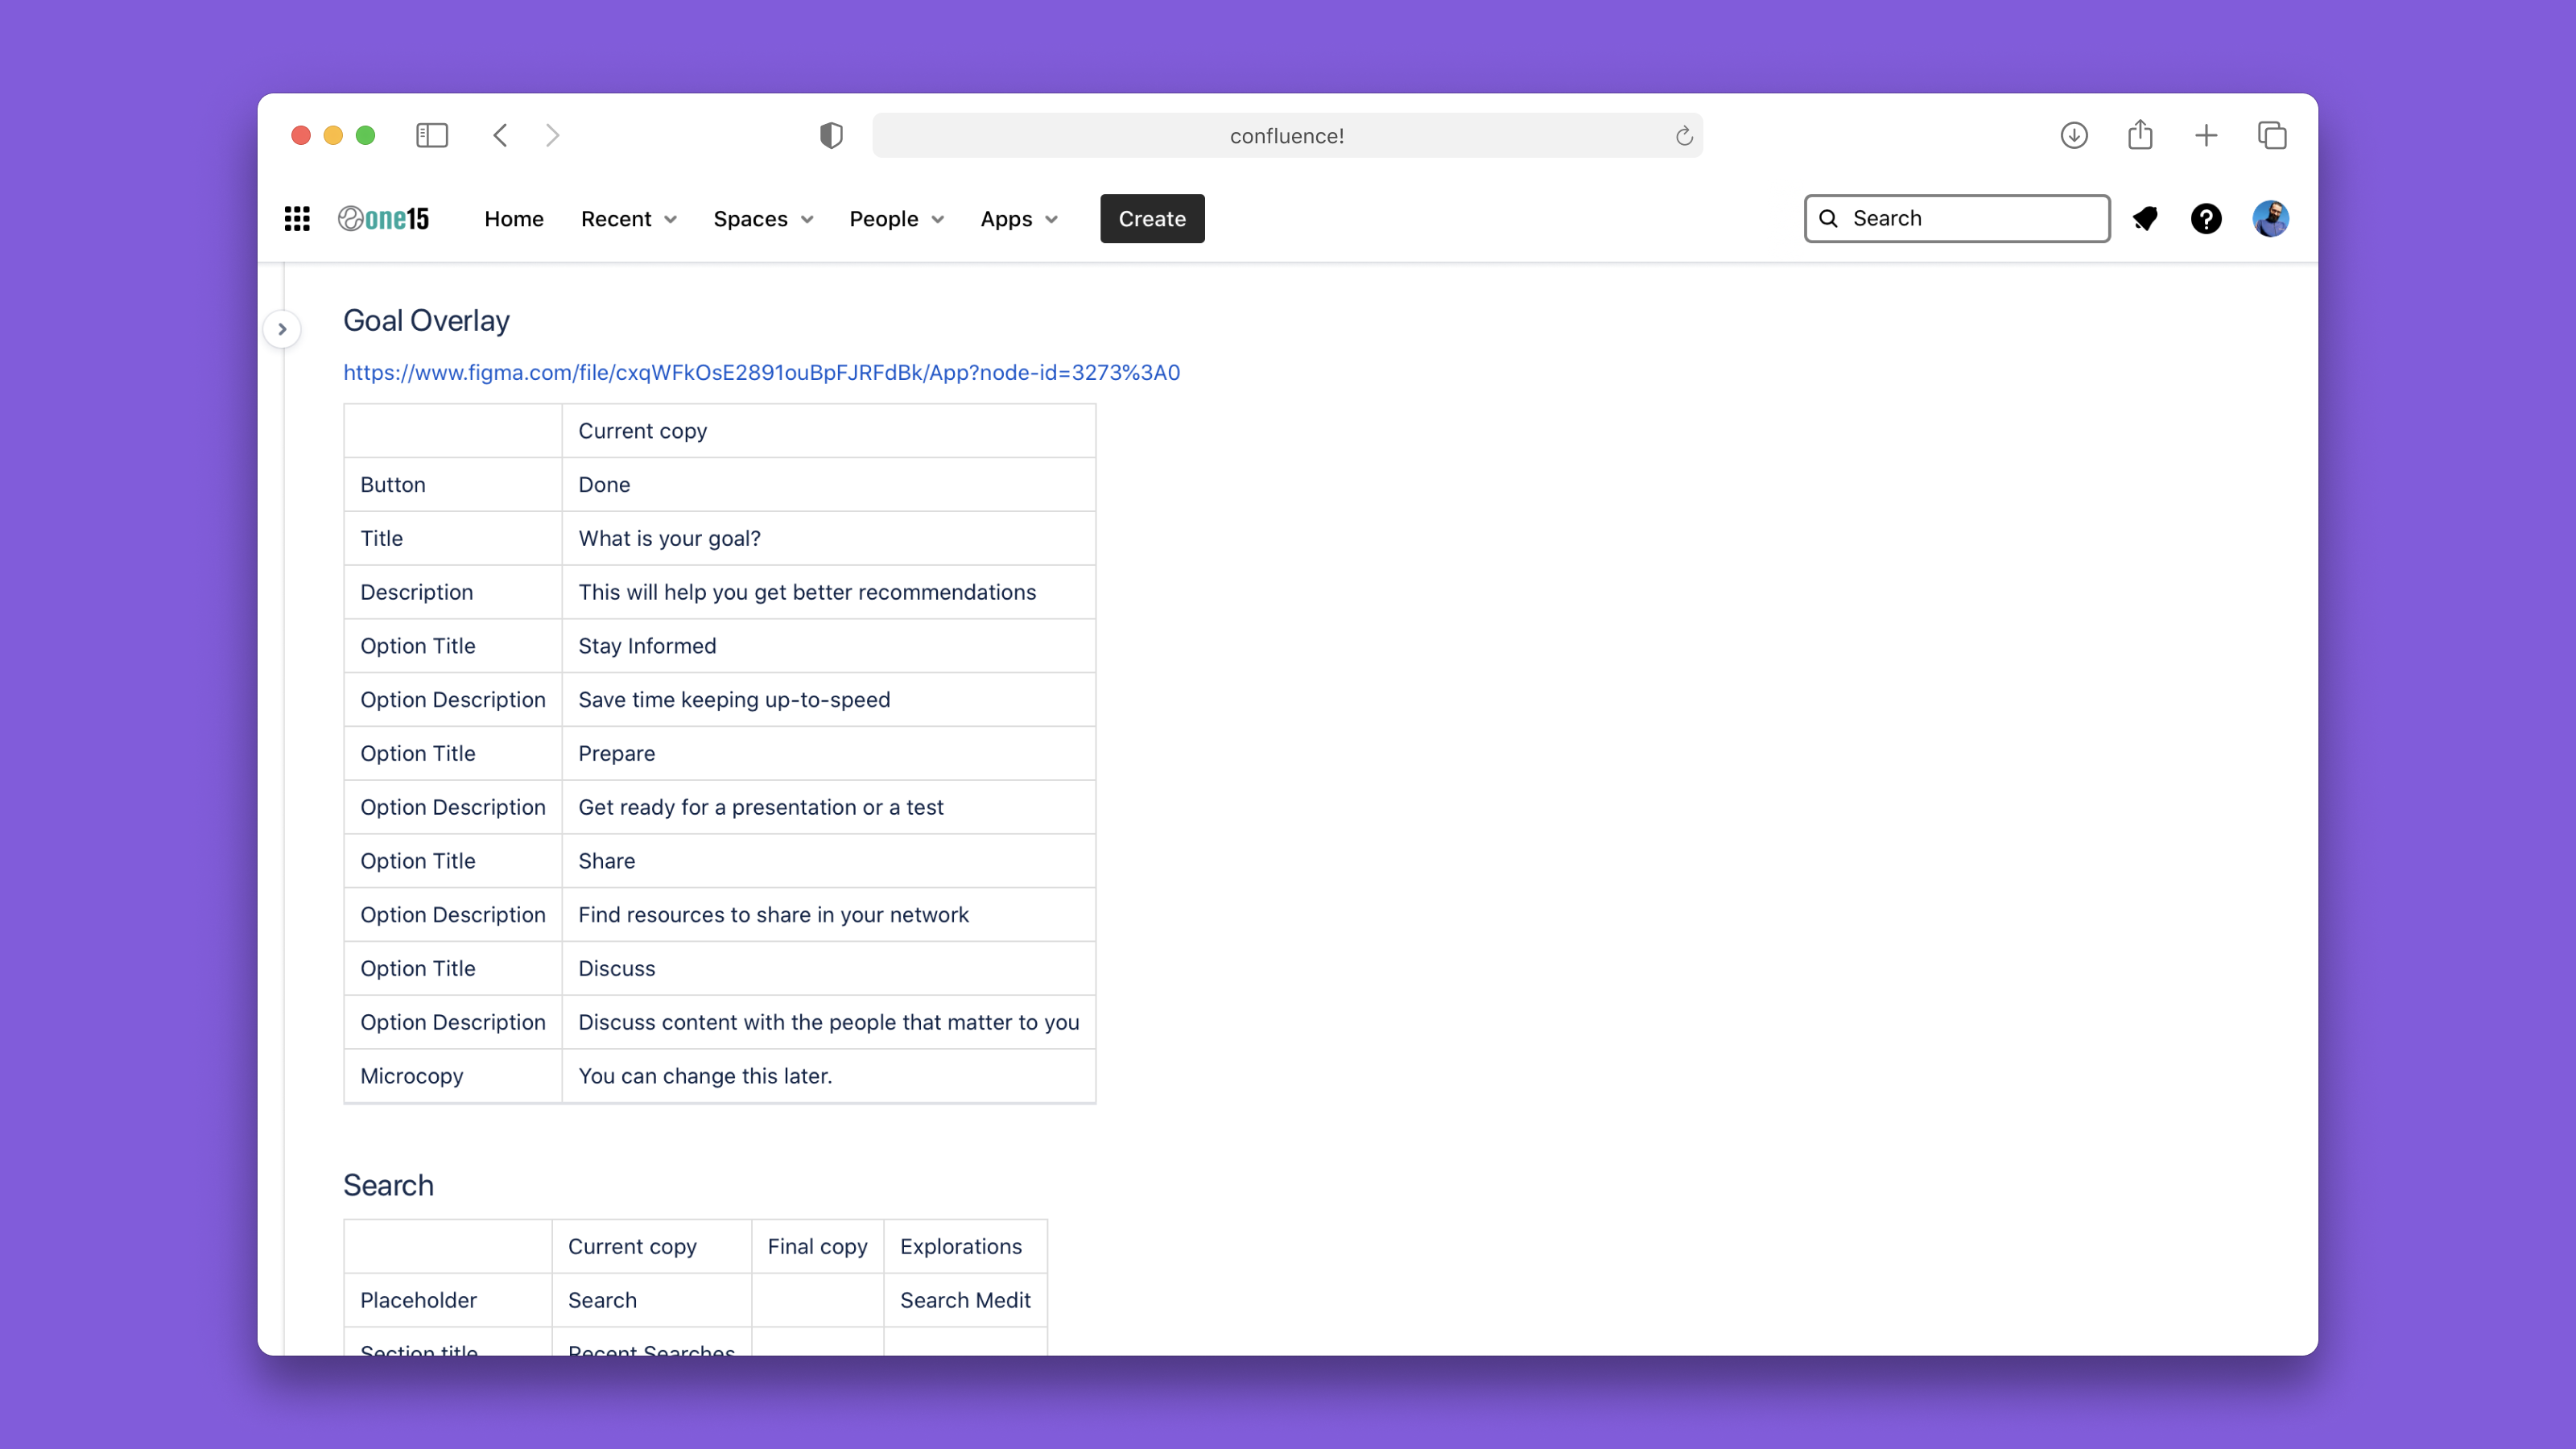 confluence!
one15 Home Recent Spaces People Apps Create Search
Goal Overlay
https://www.figma.com/file/cxqWFkOsE2891ouBpFJRFdBk/App?node-id=3273%3A0
Current copy
Button Done
Title What is your goal?
Description This will help you get better recommendations
Option Title Stay Informed
Option Description Save time keeping up-to-speed
Option Title Prepare
Option Description Get ready for a presentation or a test
Option Title Share
Option Description Find resources to share in your network
Option Title Discuss
Option Description Discuss content with the people that matter to you
Microcopy You can change this later.
Search
Current copy Final copy Explorations
Placeholder Search Search Medit
Section title Recent Searches